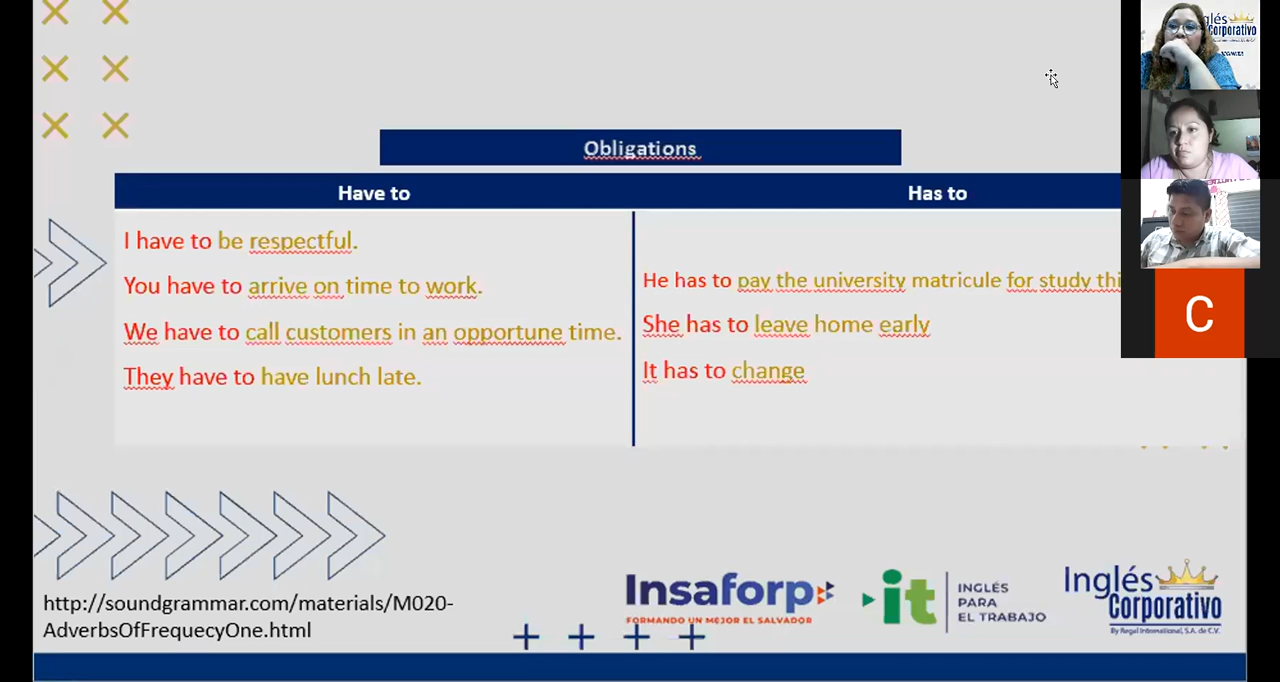 Obligations
Have to
Has to
I have to be respectful.
You have to arrive on time to work.
We have to call customers in an opportune time.
They have to have lunch late.
He has to pay the university matricule for study thi
She has to leave home early
It has to change
http://soundgrammar.com/materials/M020-
AdverbsOfFrequecyOne.html
Insaforp
FORMANDO UN MEJOR EL SALVADOR
it
INGLÉS
PARA
EL TRABAJO
Inglés
Corporativo
By Regal International, S.A. de C.V.
glés
Corporativo
C